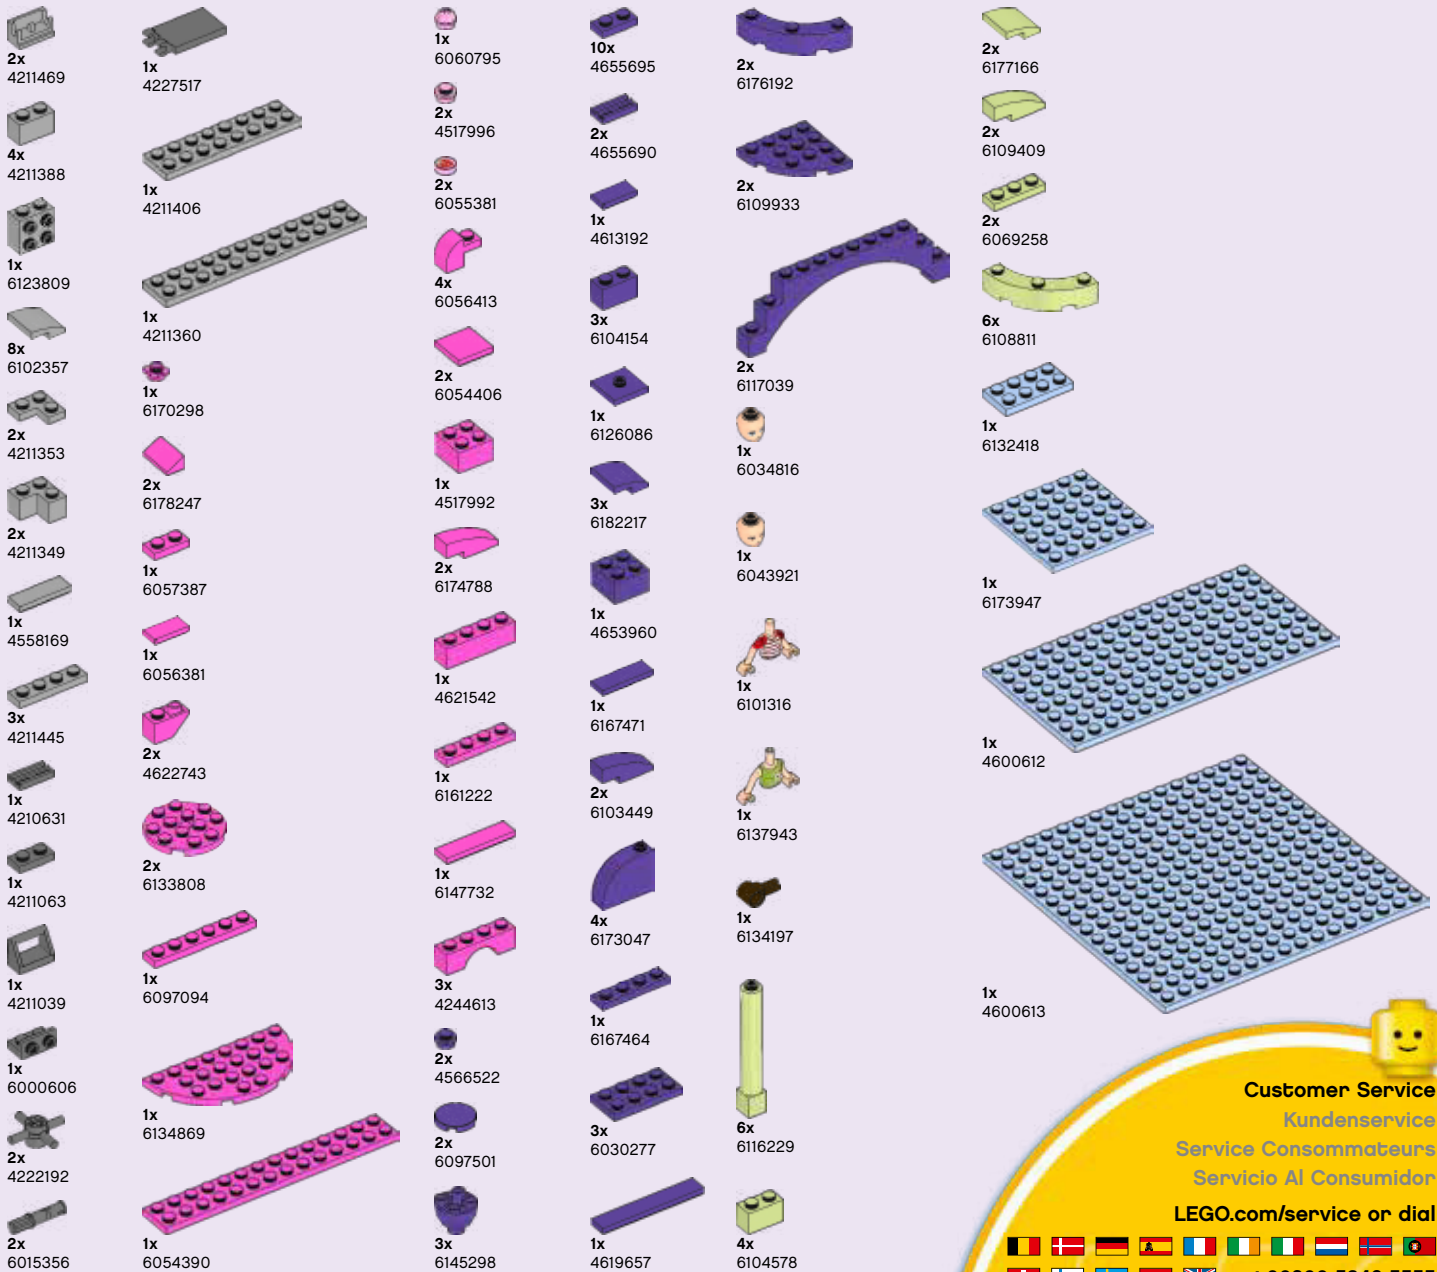 2x
4211469
4x
4211388
1x
6123809
8x
6102357
2x
4211353
2x
4211349
1x
4558169
3x
4211445
1x
4210631
1x
4211063
1x
4211039
1x
6000606
2x
4222192
2x
6015356
1x
4227517
1x
4211406
1x
4211360
1x
6170298
2x
6178247
1x
6057387
1x
6056381
2x
4622743
2x
6133808
1x
6097094
1x
6134869
1x
6054390
1x
6060795
2x
4517996
2x
6055381
4x
6056413
2x
6054406
1x
4517992
2x
6174788
1x
4621542
1x
6161222
1x
6147732
3x
4244613
2x
4566522
2x
6097501
3x
6145298
10x
4655695
2x
4655690
1x
4613192
3x
6104154
1x
6126086
3x
6182217
1x
4653960
1x
6167471
2x
6103449
4x
6173047
1x
6167464
3x
6030277
1x
4619657
2x
6176192
2x
6109933
2x
6117039
1x
6034816
1x
6043921
1x
6101316
1x
6137943
1x
6134197
6x
6116229
4x
6104578
2x
6177166
2x
6109409
2x
6069258
6x
6108811
1x
6132418
1x
6173947
1x
4600612
1x
4600613
Customer Service
Kundenservice
Service Consommateurs
Servicio Al Consumidor
LEGO.com/service or dial